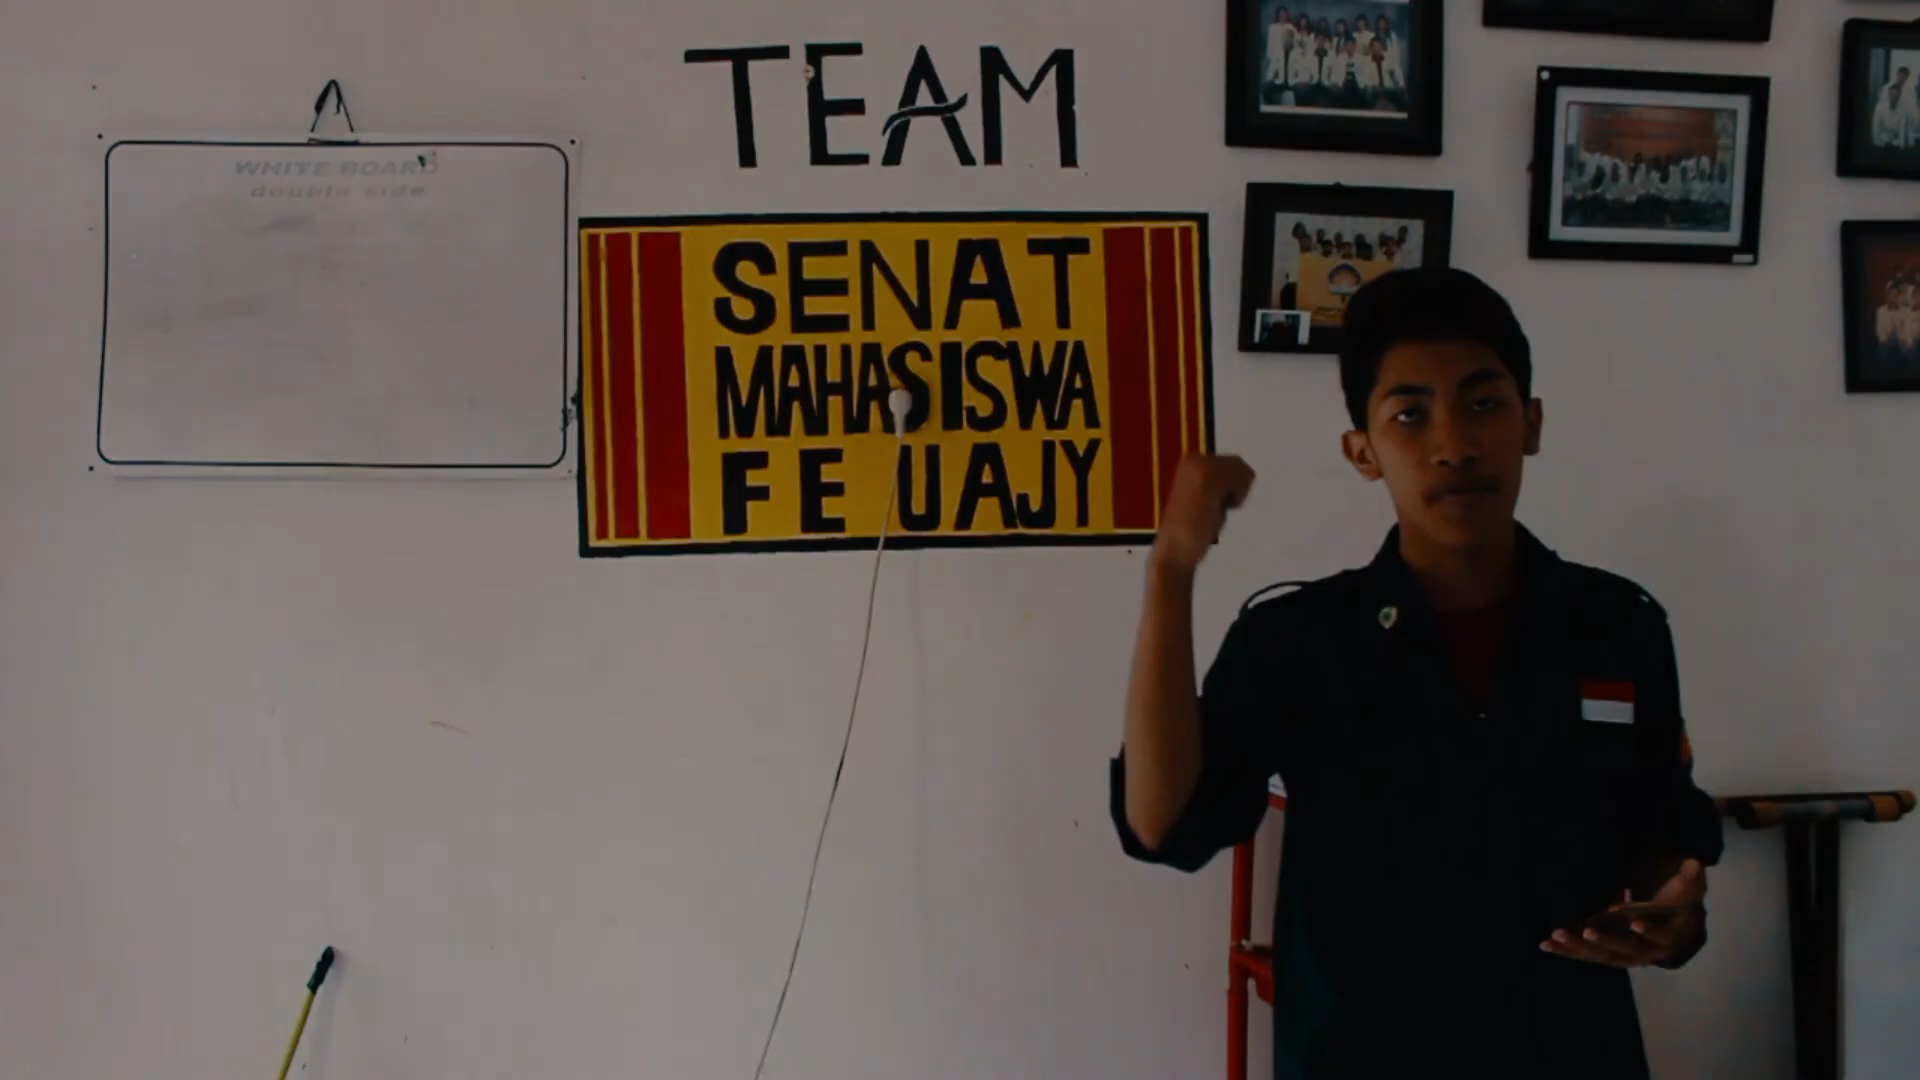 TEAM
WHITE BOARD
double side
SENAT
MAHASISWA
FE UAJY